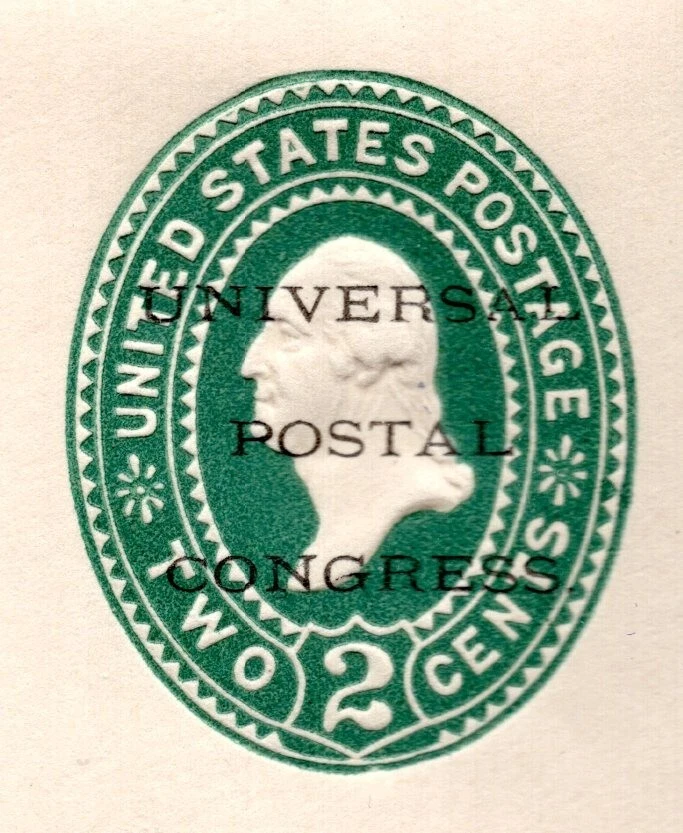 UNITED STATES POSTAGE
UNIVERSAL
POSTAL
CONGRESS.
TWO 2 CENTS